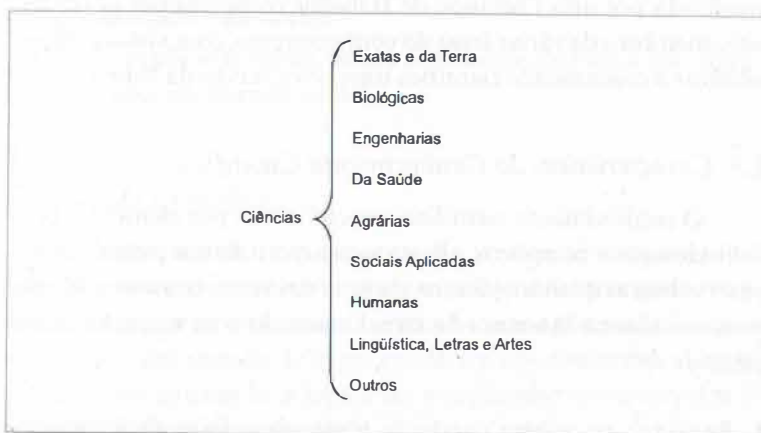 Exatas e da Terra
Biológicas
Engenharias
Da Saúde
Ciências
Agrárias
Sociais Aplicadas
Humanas
Lingüística, Letras e Artes
Outros